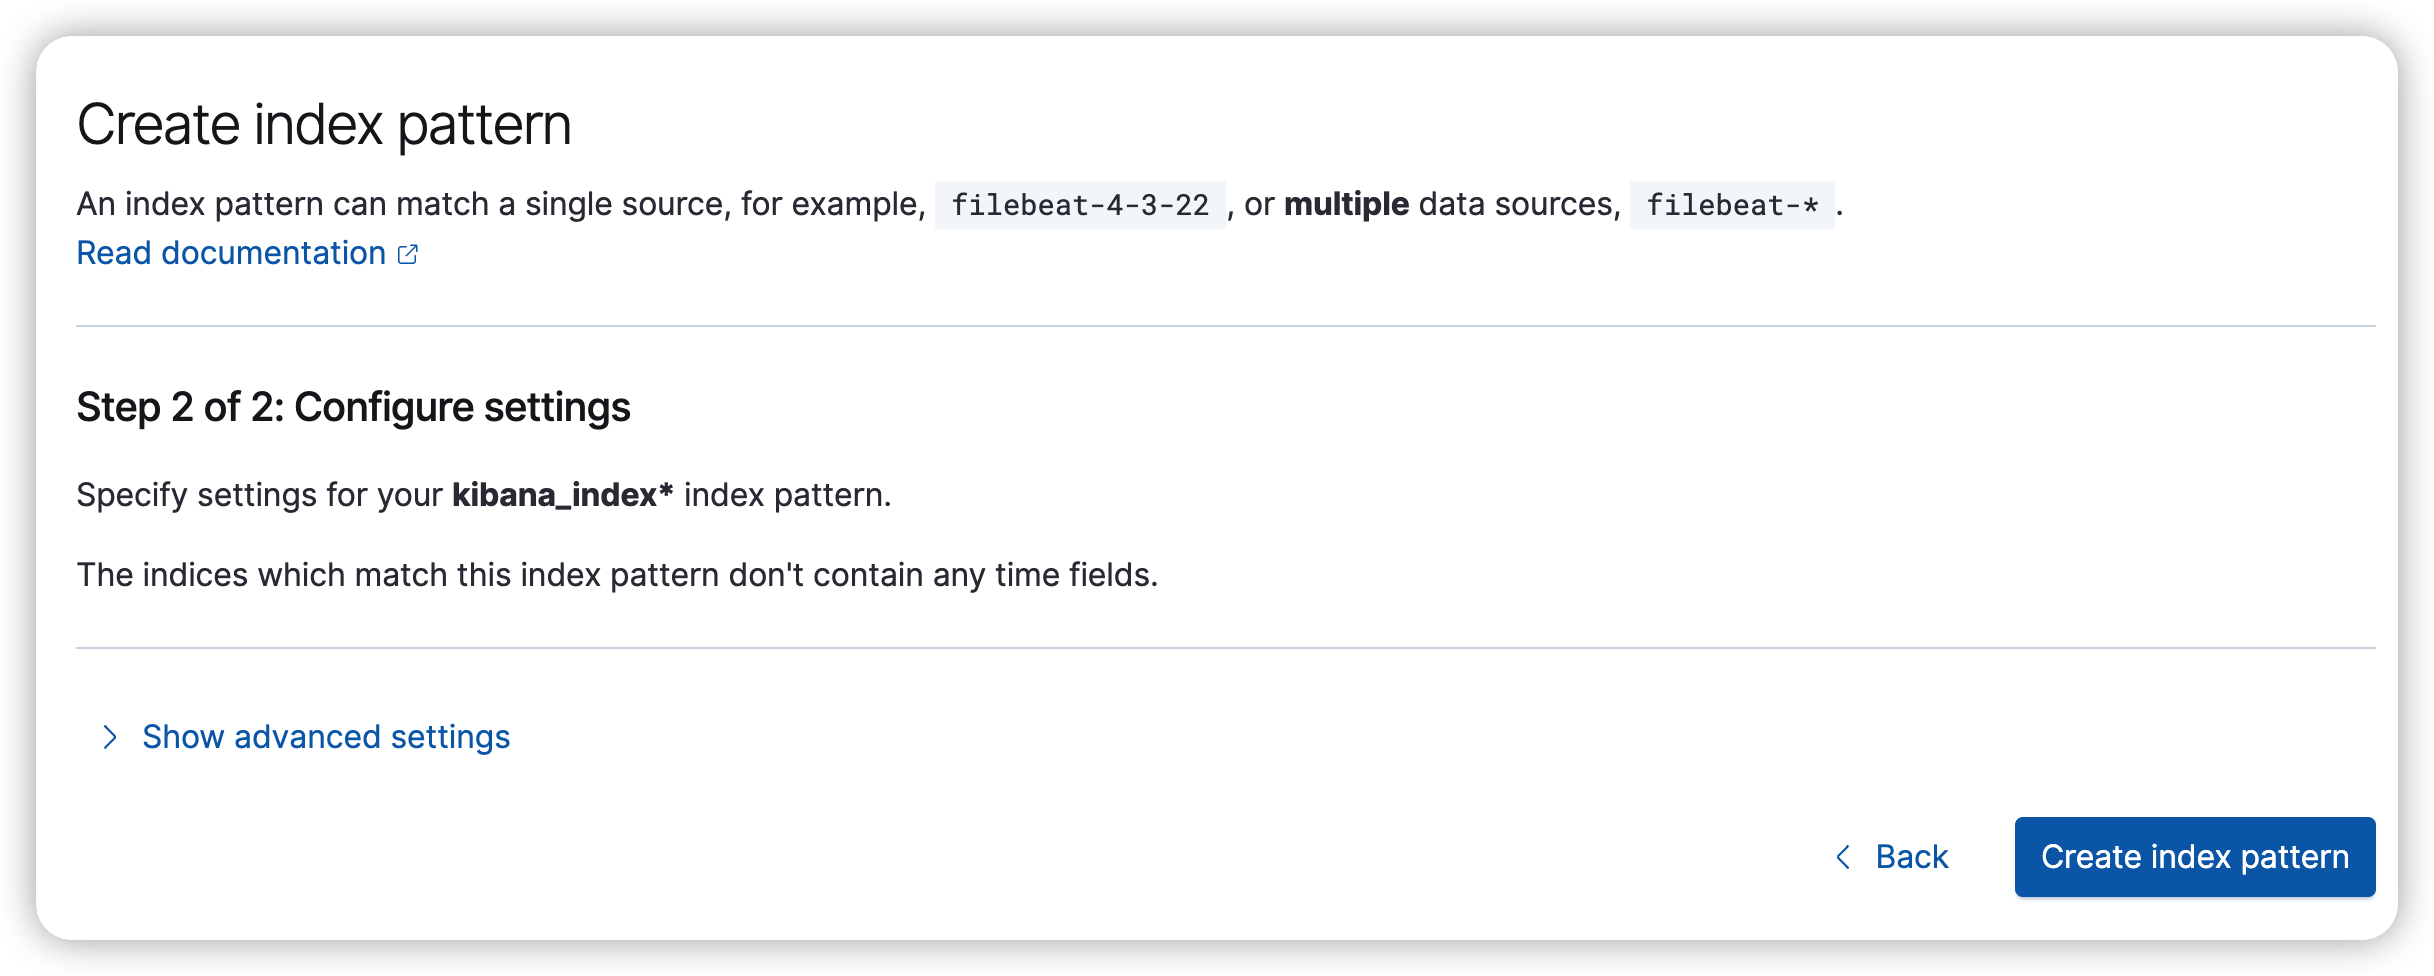 Create index pattern
An index pattern can match a single source, for example, filebeat-4-3-22 , or multiple data sources, filebeat-* .
Read documentation
Step 2 of 2: Configure settings
Specify settings for your kibana_index* index pattern.
The indices which match this index pattern don't contain any time fields.
Show advanced settings
Back
Create index pattern